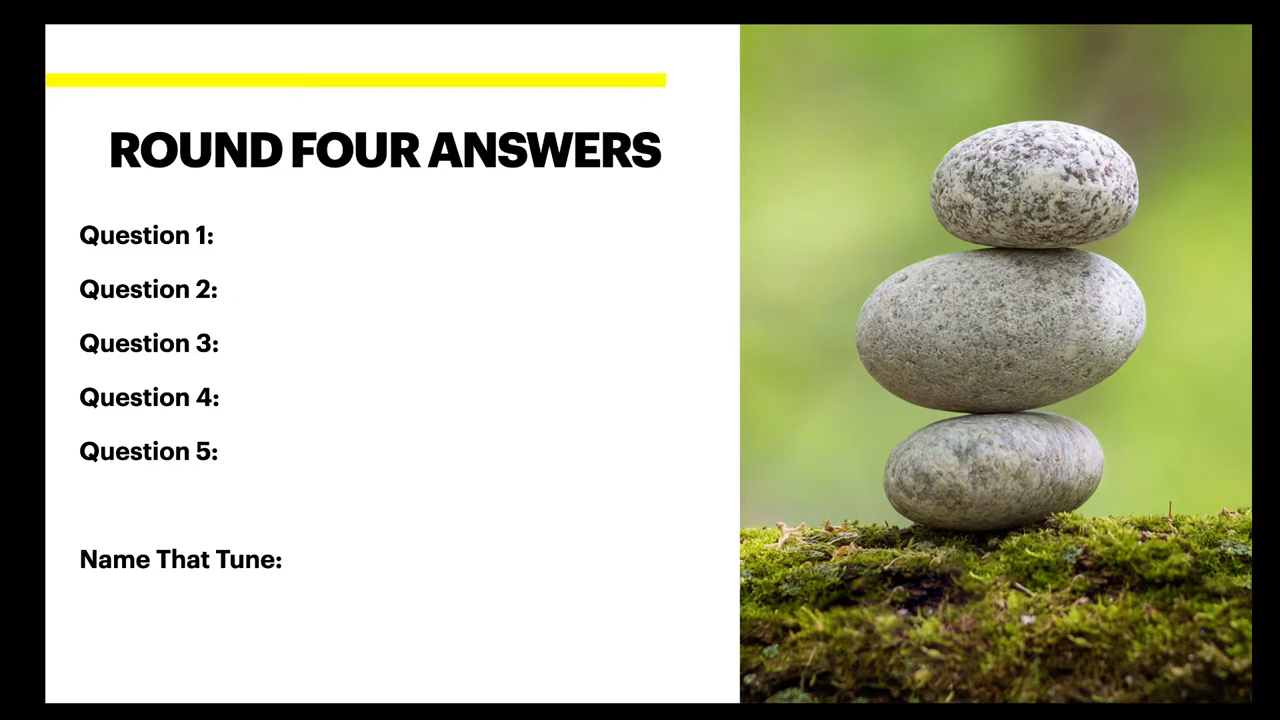 ROUND FOUR ANSWERS
Question 1:
Question 2:
Question 3:
Question 4:
Question 5:
Name That Tune: